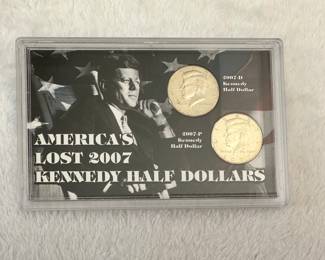 2007-D
Kennedy
Half Dollar
2007-P
Kennedy
Half Dollar
AMERICA'S
LOST 2007
KENNEDY HALF DOLLARS